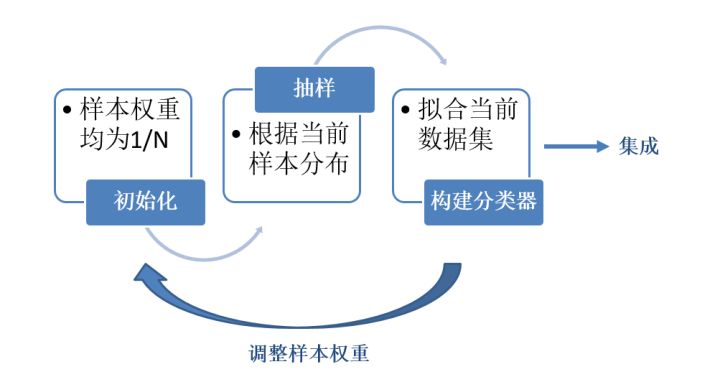 • 样本权重
均为1/N
初始化
抽样
• 根据当前
样本分布
• 拟合当前
数据集
构建分类器
集成
调整样本权重